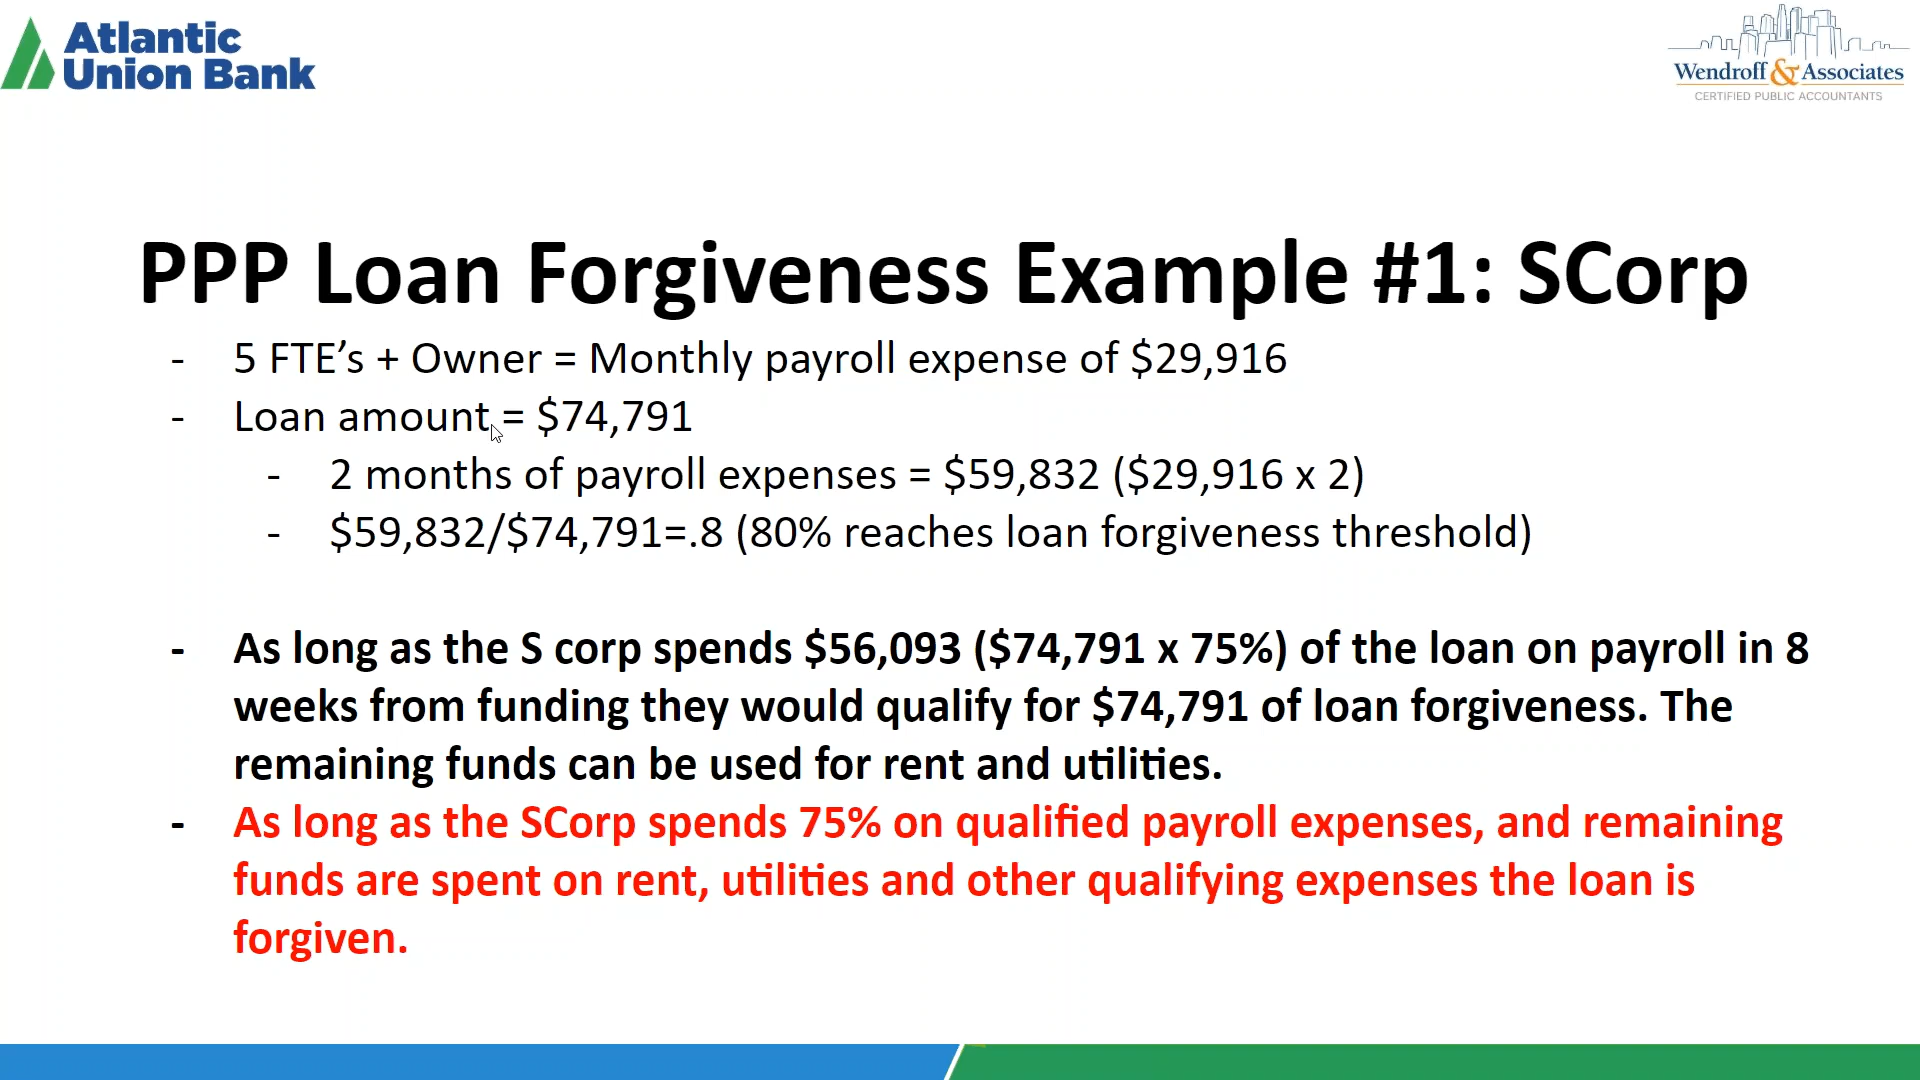 Atlantic
Union Bank
Wendroff & Associates
CERTIFIED PUBLIC ACCOUNTANTS
PPP Loan Forgiveness Example #1: SCorp
- 5 FTE’s + Owner = Monthly payroll expense of $29,916
- Loan amount = $74,791
- 2 months of payroll expenses = $59,832 ($29,916 x 2)
- $59,832/$74,791=.8 (80% reaches loan forgiveness threshold)
- As long as the S corp spends $56,093 ($74,791 x 75%) of the loan on payroll in 8
weeks from funding they would qualify for $74,791 of loan forgiveness. The
remaining funds can be used for rent and utilities.
- As long as the SCorp spends 75% on qualified payroll expenses, and remaining
funds are spent on rent, utilities and other qualifying expenses the loan is
forgiven.